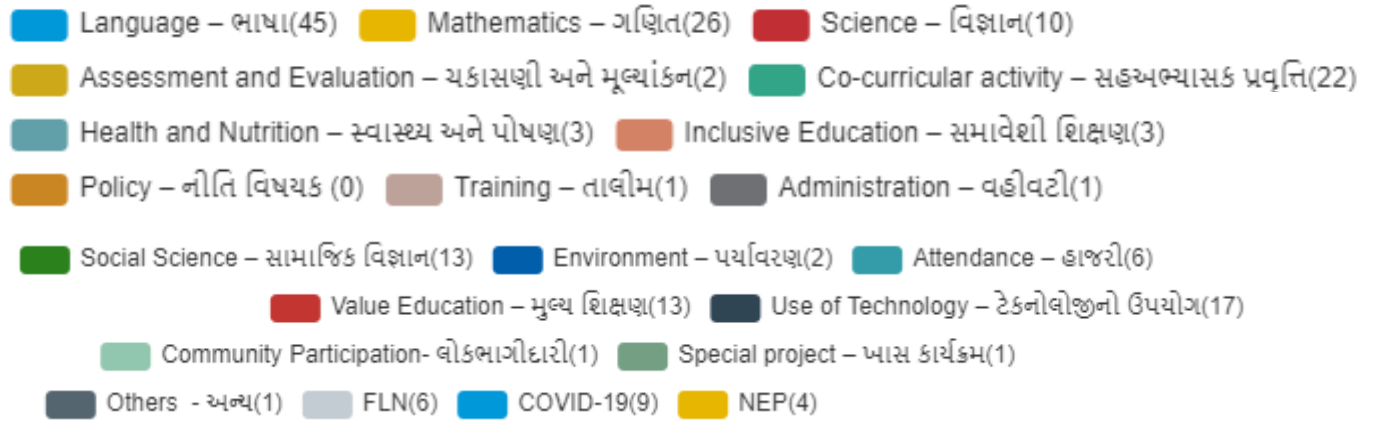 Language – ભાષા(45) Mathematics – ગણિત(26) Science – વિજ્ઞાન(10)
Assessment and Evaluation – ચકાસણી અને મૂલ્યાંકન(2) Co-curricular activity – સહઅભ્યાસક પ્રવૃત્તિ(22)
Health and Nutrition – સ્વાસ્થ્ય અને પોષણ(3) Inclusive Education – સમાવેશી શિક્ષણ(3)
Policy – નીતિ વિષયક (0) Training – તાલીમ(1) Administration – વહીવટી(1)
Social Science – સામાજિક વિજ્ઞાન(13) Environment – પર્યાવરણ(2) Attendance – હાજરી(6)
Value Education – મુલ્ય શિક્ષણ(13) Use of Technology – ટેકનોલોજીનો ઉપયોગ(17)
Community Participation- લોકભાગીદારી(1) Special project – ખાસ કાર્યક્રમ(1)
Others - અન્ય(1) FLN(6) COVID-19(9) NEP(4)